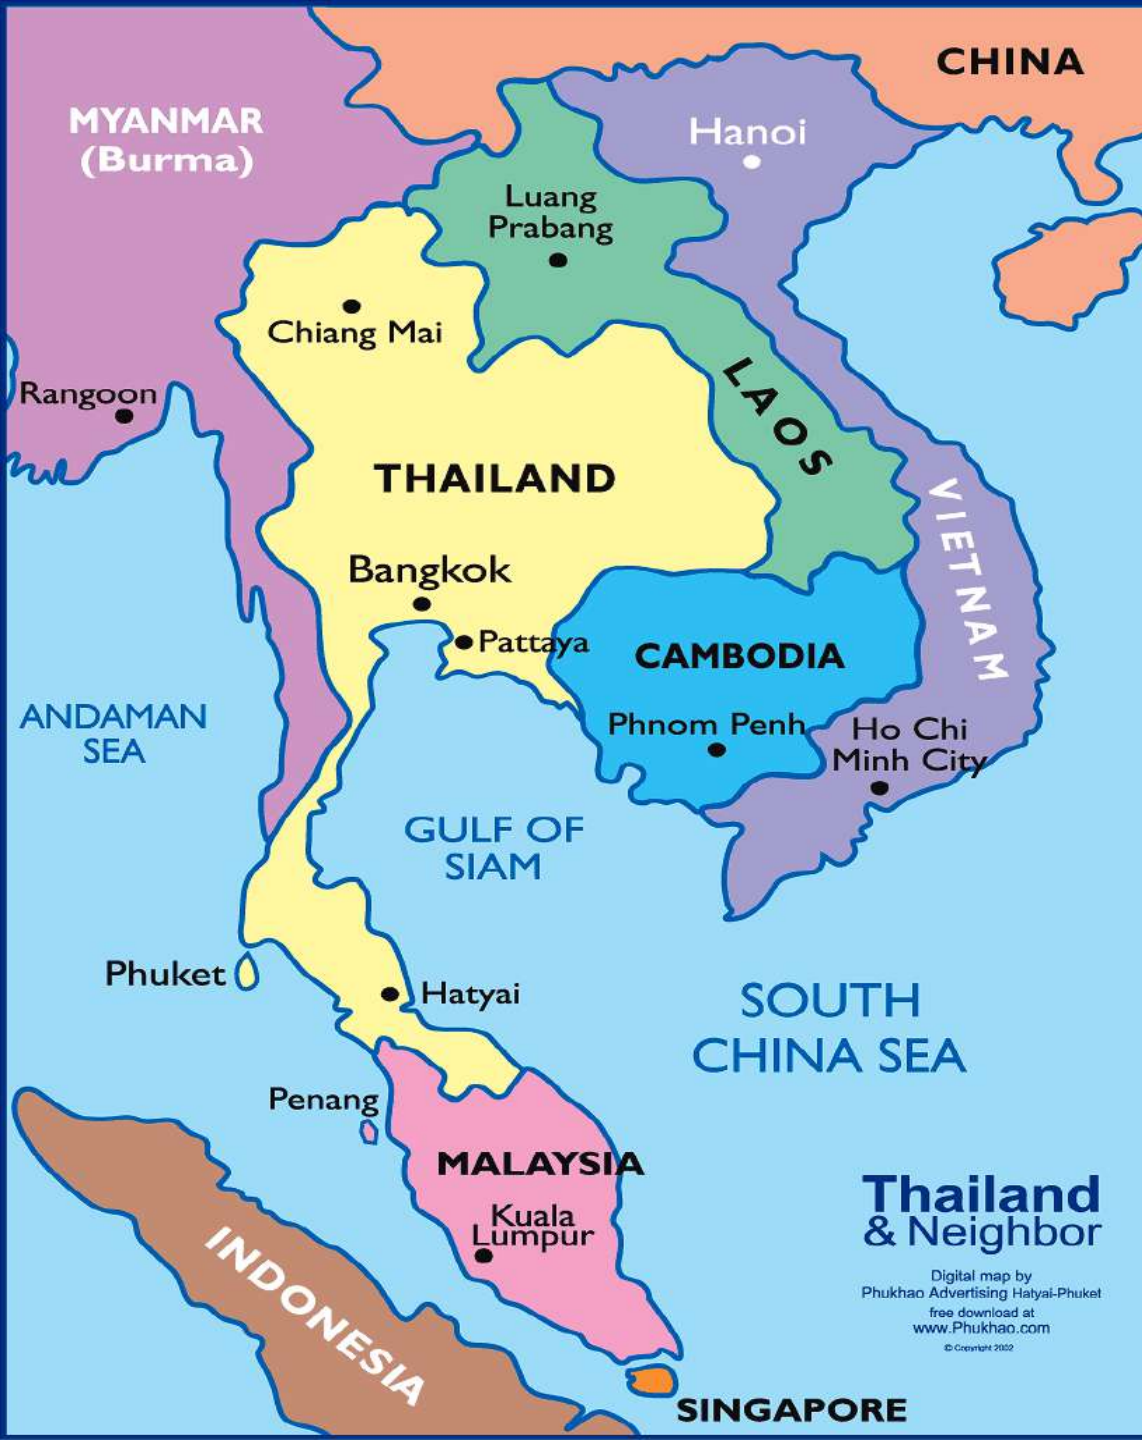 CHINA
MYANMAR
(Burma)
Hanoi
Luang
Prabang
Chiang Mai
LAOS
Rangoon
THAILAND
VIETNAM
Bangkok
Pattaya
CAMBODIA
ANDAMAN
SEA
Phnom Penh
Ho Chi
Minh City
GULF OF
SIAM
Phuket
Hatyai
SOUTH
CHINA SEA
Penang
MALAYSIA
Kuala
Lumpur
INDONESIA
SINGAPORE
Thailand
& Neighbor
Digital map by
Phukhao Advertising Hatyai-Phuket
free download at
www.Phukhao.com
© Copyright 2002